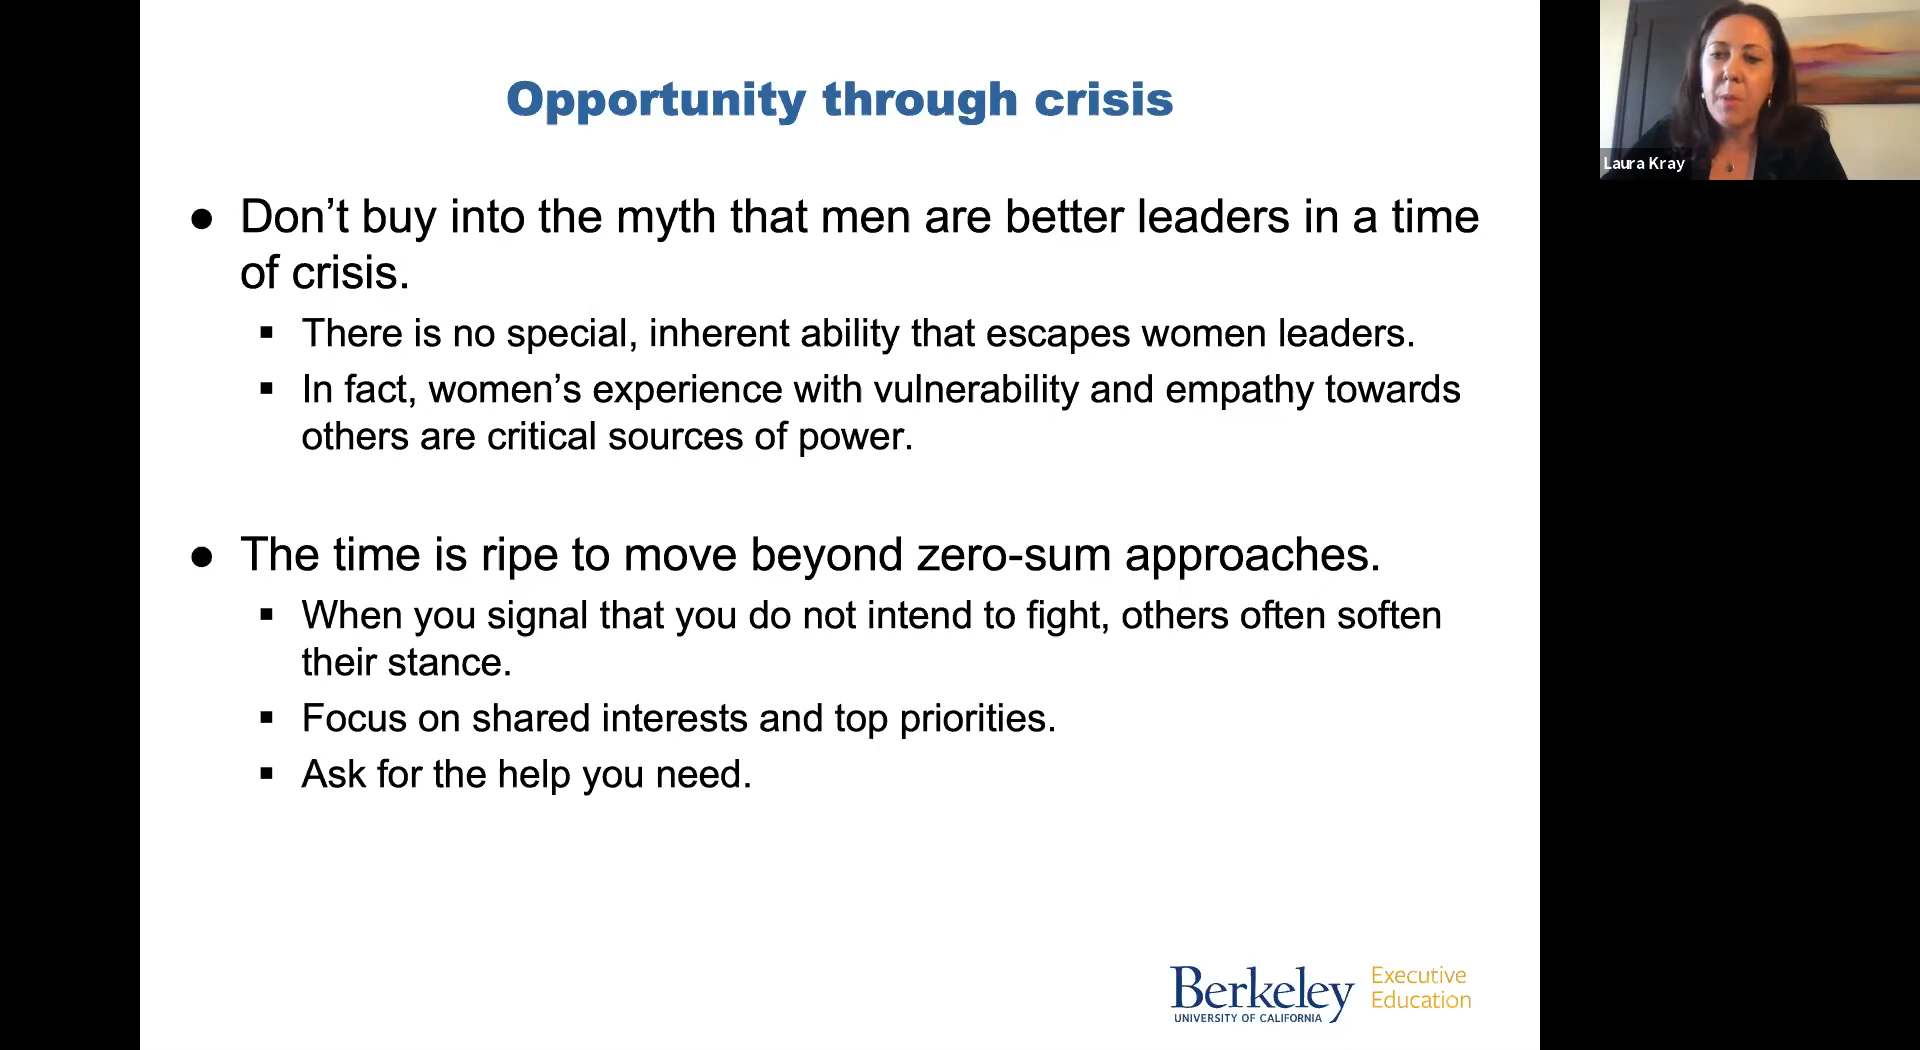 Opportunity through crisis
Laura Kray
● Don’t buy into the myth that men are better leaders in a time
of crisis.
▪ There is no special, inherent ability that escapes women leaders.
▪ In fact, women’s experience with vulnerability and empathy towards
others are critical sources of power.
● The time is ripe to move beyond zero-sum approaches.
▪ When you signal that you do not intend to fight, others often soften
their stance.
▪ Focus on shared interests and top priorities.
▪ Ask for the help you need.
Berkeley
UNIVERSITY OF CALIFORNIA
Executive
Education